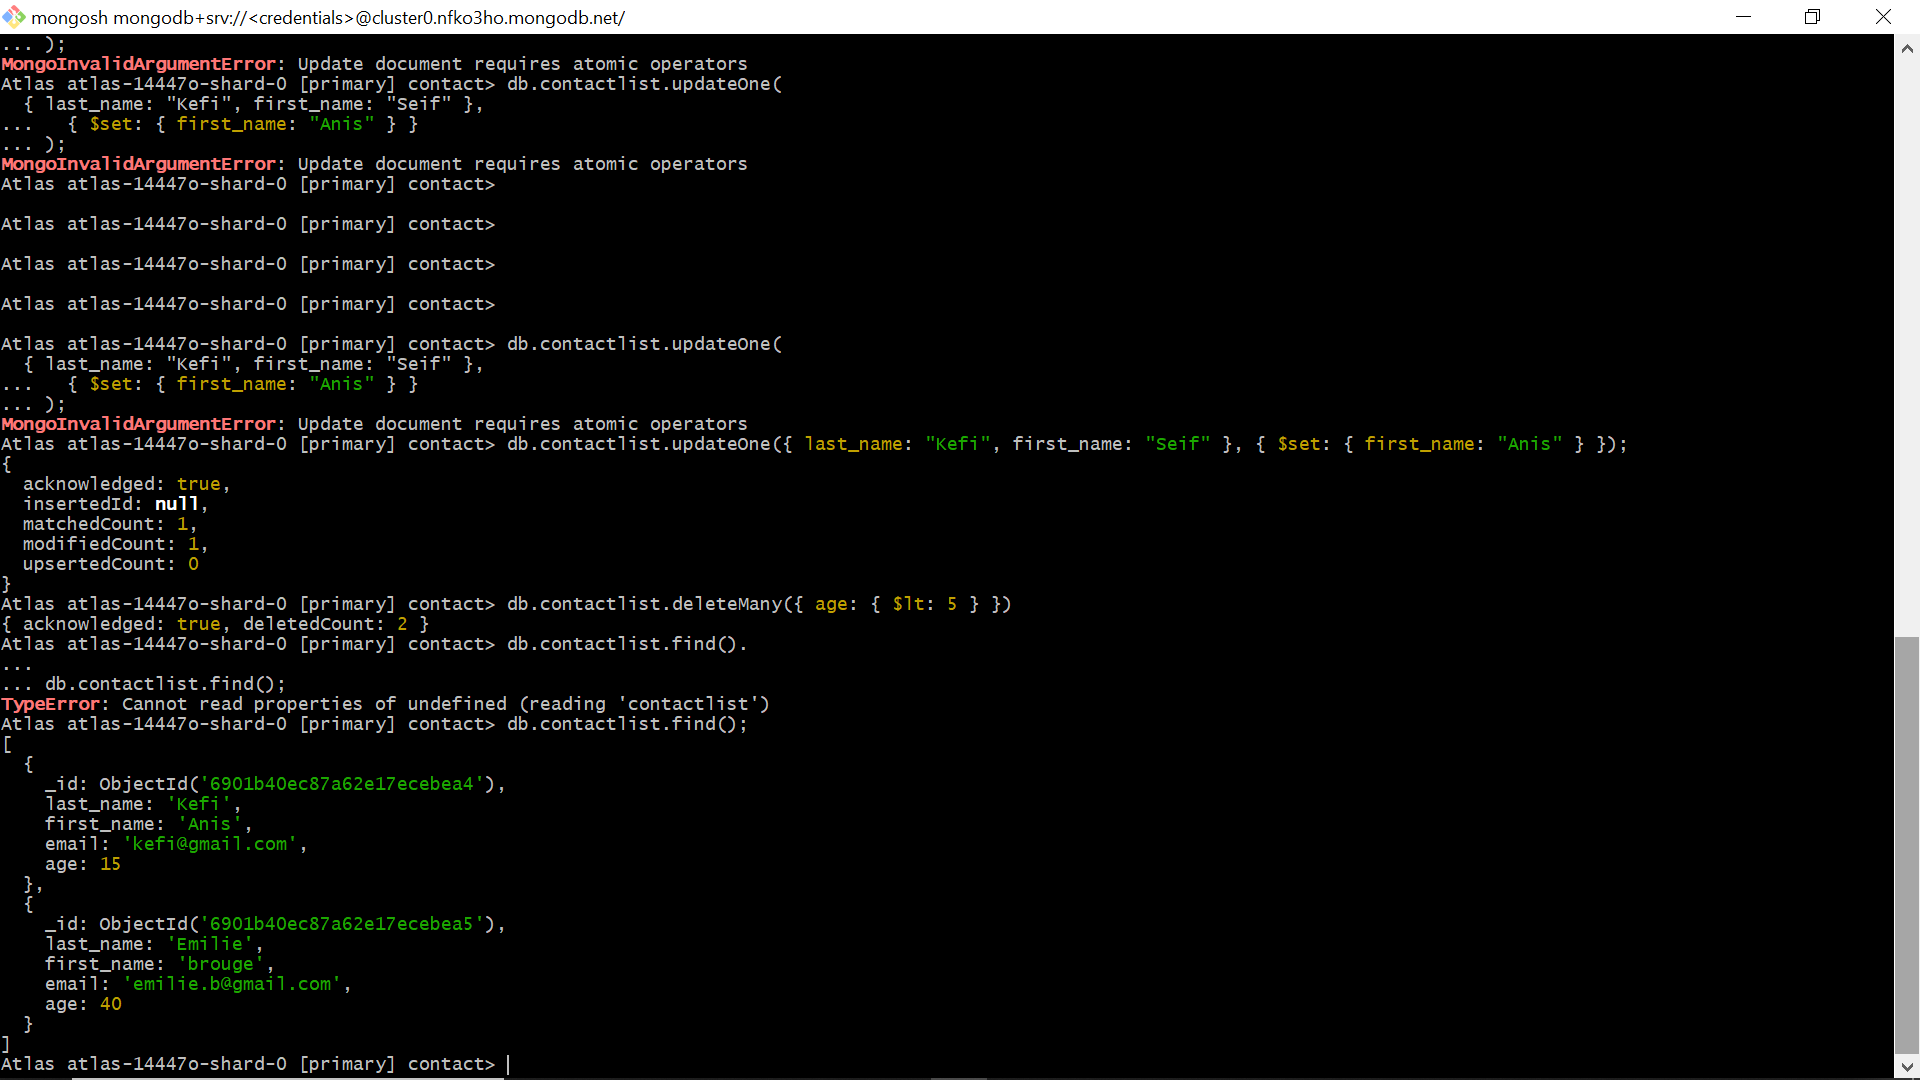 mongosh mongodb+srv://<credentials>@cluster0.nfko3ho.mongodb.net/
... );
MongoInvalidArgumentError: Update document requires atomic operators
Atlas atlas-14447o-shard-0 [primary] contact> db.contactlist.updateOne(
  { last_name: "Kefi", first_name: "Seif" },
...   { $set: { first_name: "Anis" } }
... );
MongoInvalidArgumentError: Update document requires atomic operators
Atlas atlas-14447o-shard-0 [primary] contact>
Atlas atlas-14447o-shard-0 [primary] contact>
Atlas atlas-14447o-shard-0 [primary] contact>
Atlas atlas-14447o-shard-0 [primary] contact>
Atlas atlas-14447o-shard-0 [primary] contact> db.contactlist.updateOne(
  { last_name: "Kefi", first_name: "Seif" },
...   { $set: { first_name: "Anis" } }
... );
MongoInvalidArgumentError: Update document requires atomic operators
Atlas atlas-14447o-shard-0 [primary] contact> db.contactlist.updateOne({ last_name: "Kefi", first_name: "Seif" }, { $set: { first_name: "Anis" } });
{
  acknowledged: true,
  insertedId: null,
  matchedCount: 1,
  modifiedCount: 1,
  upsertedCount: 0
}
Atlas atlas-14447o-shard-0 [primary] contact> db.contactlist.deleteMany({ age: { $lt: 5 } })
{ acknowledged: true, deletedCount: 2 }
Atlas atlas-14447o-shard-0 [primary] contact> db.contactlist.find().
...
... db.contactlist.find();
TypeError: Cannot read properties of undefined (reading 'contactlist')
Atlas atlas-14447o-shard-0 [primary] contact> db.contactlist.find();
[
  {
    _id: ObjectId('6901b40ec87a62e17ecebea4'),
    last_name: 'Kefi',
    first_name: 'Anis',
    email: 'kefi@gmail.com',
    age: 15
  },
  {
    _id: ObjectId('6901b40ec87a62e17ecebea5'),
    last_name: 'Emilie',
    first_name: 'brouge',
    email: 'emilie.b@gmail.com',
    age: 40
  }
]
Atlas atlas-14447o-shard-0 [primary] contact>